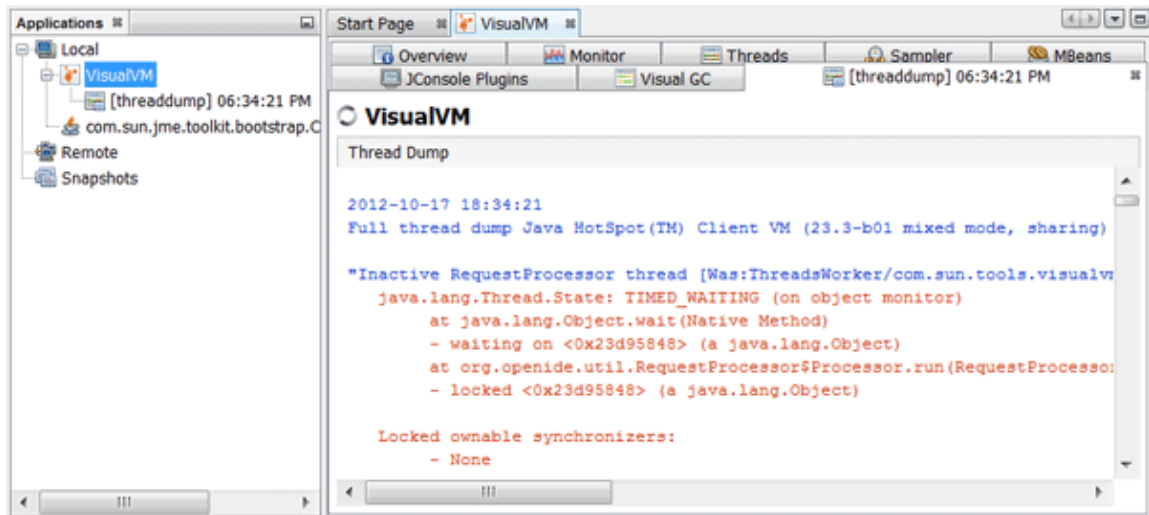 Applications
Local
VisualVM
[threaddump] 06:34:21 PM
com.sun.jme.toolkit.bootstrap.C
Remote
Snapshots
Start Page
VisualVM
Overview
Monitor
Threads
Sampler
MBeans
JConsole Plugins
Visual GC
[threaddump] 06:34:21 PM
VisualVM
Thread Dump
2012-10-17 18:34:21
Full thread dump Java HotSpot(TM) Client VM (23.3-b01 mixed mode, sharing)
"Inactive RequestProcessor thread [Was:ThreadsWorker/com.sun.tools.visualvm
java.lang.Thread.State: TIMED_WAITING (on object monitor)
at java.lang.Object.wait(Native Method)
- waiting on <0x23d95848> (a java.lang.Object)
at org.openide.util.RequestProcessor$Processor.run(RequestProcessor
- locked <0x23d95848> (a java.lang.Object)
Locked ownable synchronizers:
- None